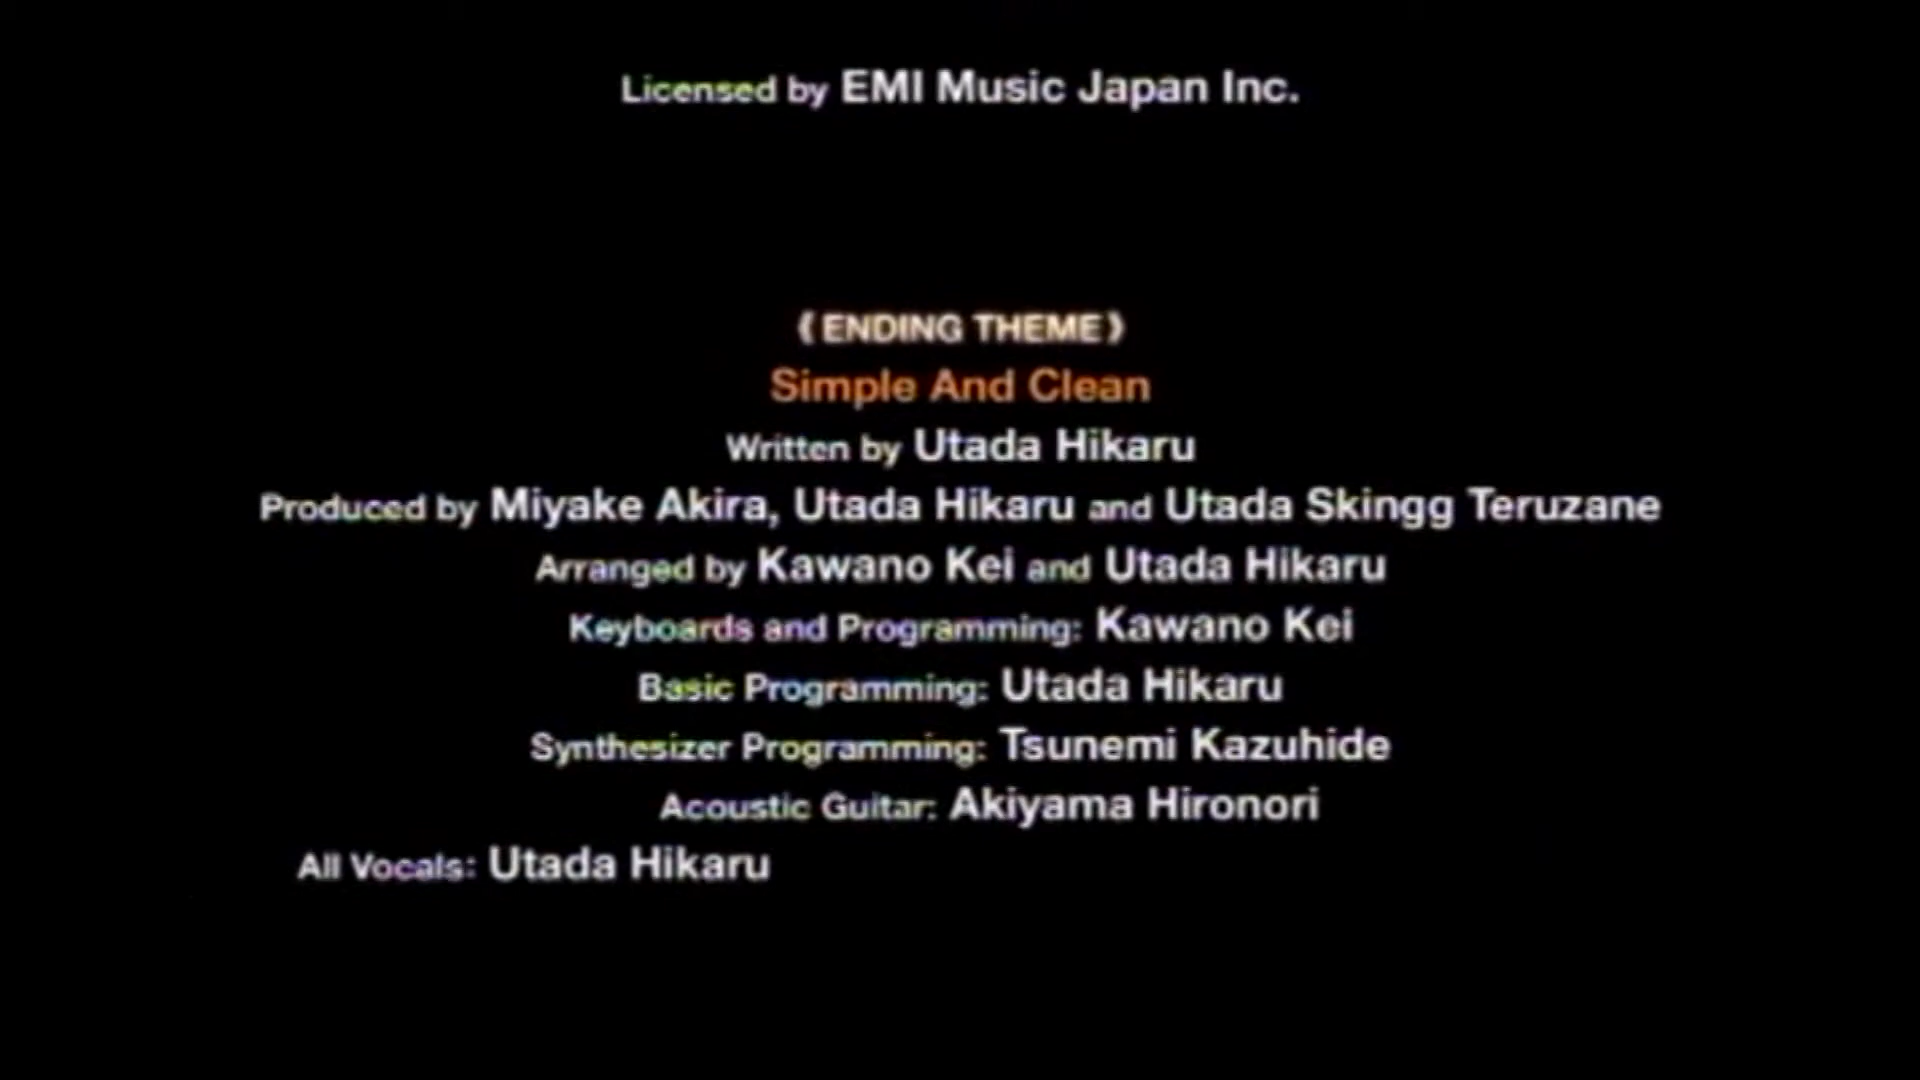 Licensed by EMI Music Japan Inc.
《ENDING THEME》
Simple And Clean
Written by Utada Hikaru
Produced by Miyake Akira, Utada Hikaru and Utada Skingg Teruzane
Arranged by Kawano Kei and Utada Hikaru
Keyboards and Programming: Kawano Kei
Basic Programming: Utada Hikaru
Synthesizer Programming: Tsunemi Kazuhide
Acoustic Guitar: Akiyama Hironori
All Vocals: Utada Hikaru